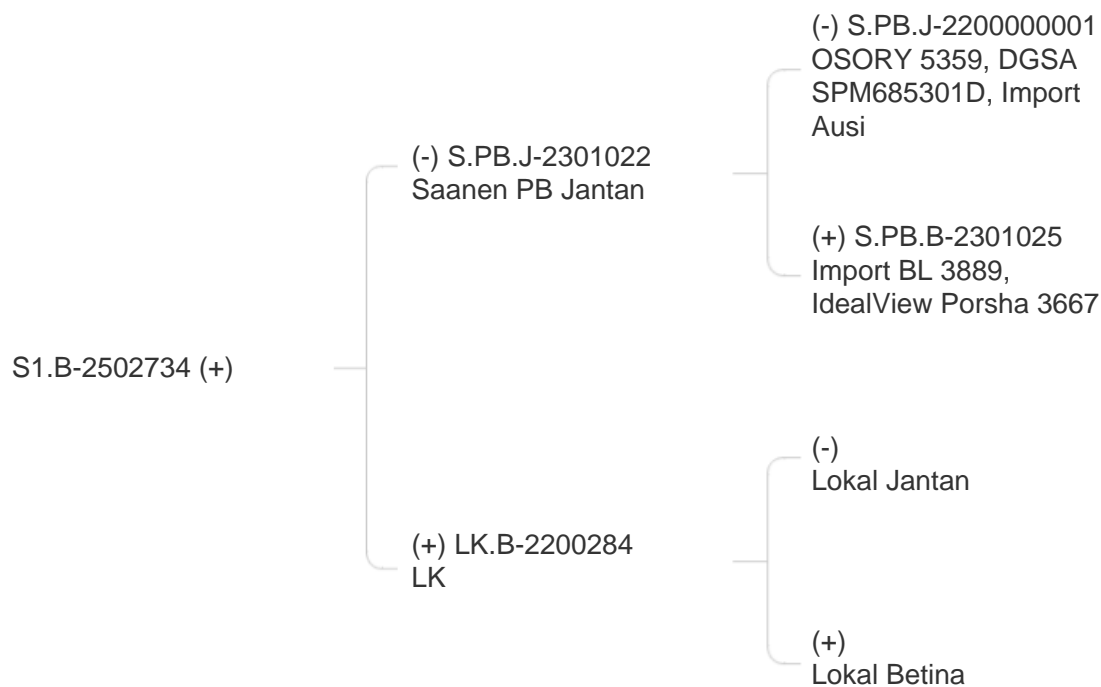 (-) S.PB.J-2200000001
OSORY 5359, DGSA
SPM685301D, Import
Ausi
(-) S.PB.J-2301022
Saanen PB Jantan
(+) S.PB.B-2301025
Import BL 3889,
IdealView Porsha 3667
S1.B-2502734 (+)
(-)
Lokal Jantan
(+) LK.B-2200284
LK
(+)
Lokal Betina